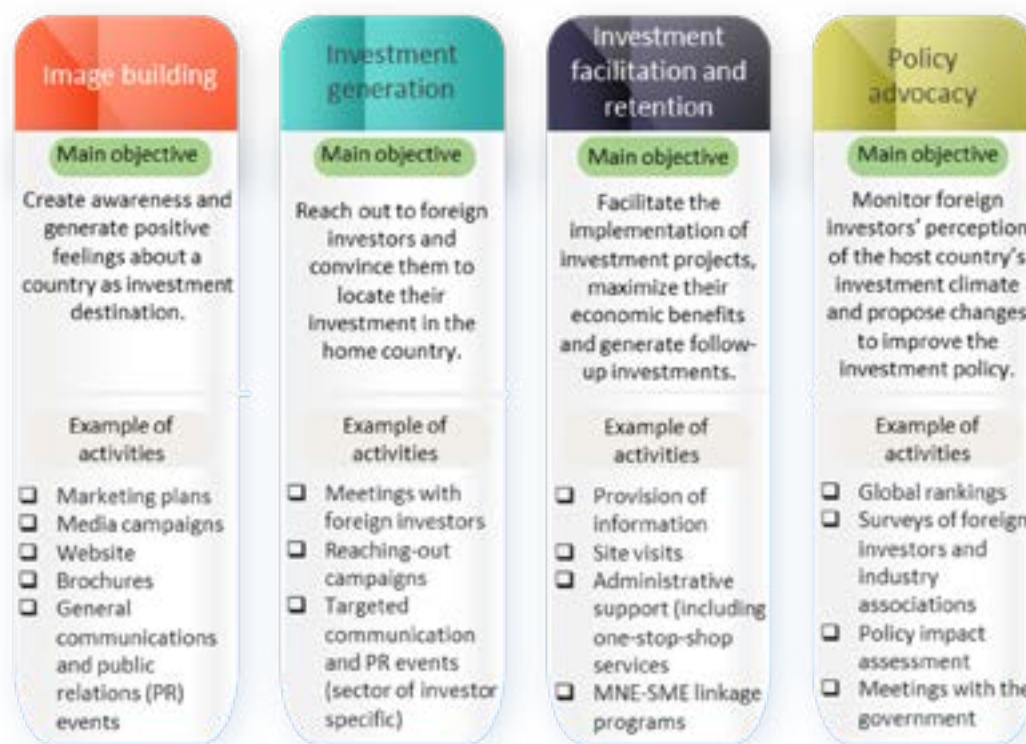 Image building
Main objective
Create awareness and
generate positive
feelings about a
country as investment
destination.
Example of
activities
Marketing plans
Media campaigns
Website
Brochures
General
communications
and public
relations (PR)
events
Investment
generation
Main objective
Reach out to foreign
investors and
convince them to
locate their
investment in the
home country.
Example of
activities
Meetings with
foreign investors
Reaching-out
campaigns
Targeted
communication
and PR events
(sector of investor
specific)
Investment
facilitation and
retention
Main objective
Facilitate the
implementation of
investment projects,
maximize their
economic benefits
and generate follow-
up investments.
Example of
activities
Provision of
information
Site visits
Administrative
support (including
one-stop-shop
services
MNE-SME linkage
programs
Policy
advocacy
Main objective
Monitor foreign
investors' perception
of the host country's
investment climate
and propose changes
to improve the
investment policy.
Example of
activities
Global rankings
Surveys of foreign
investors and
industry
associations
Policy impact
assessment
Meetings with the
government